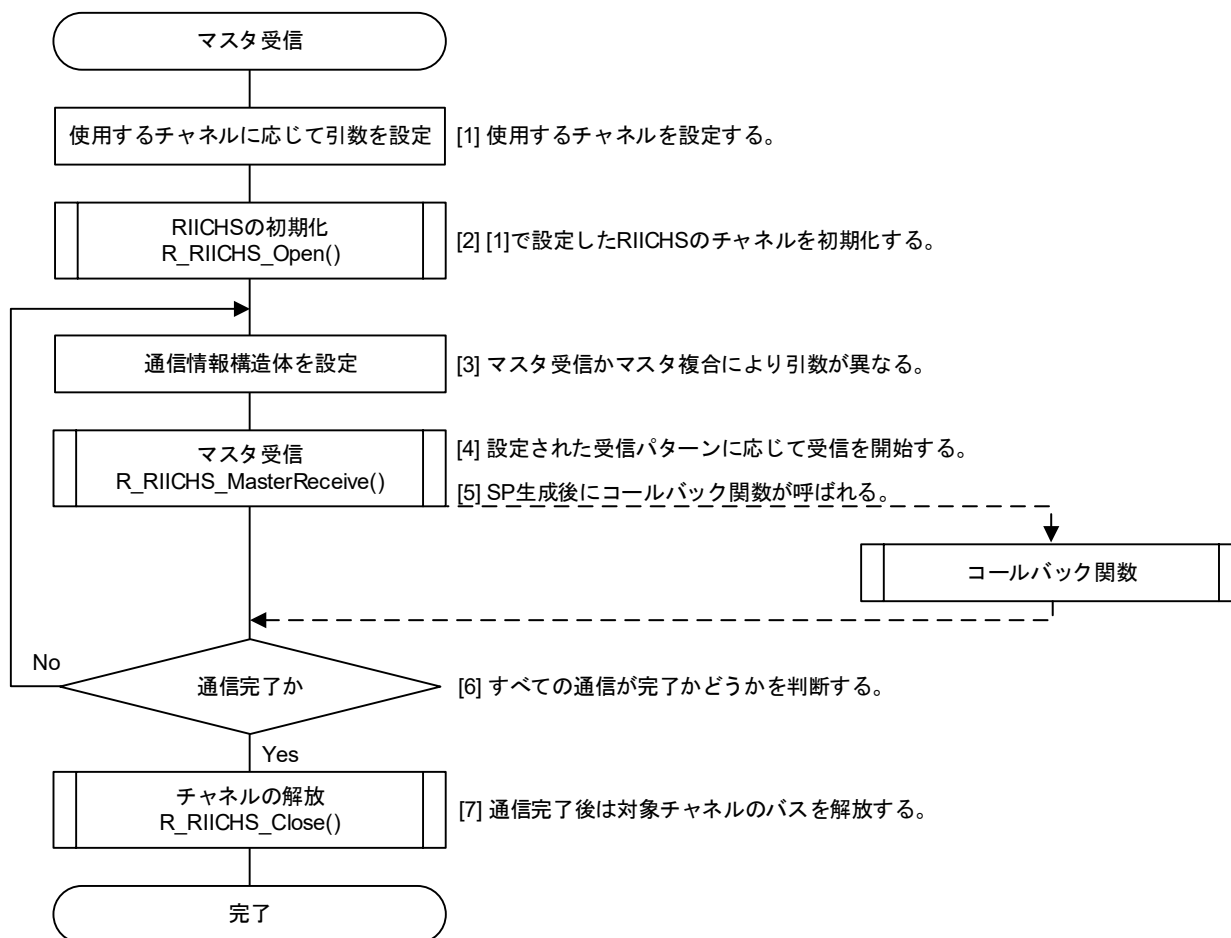 マスタ受信
使用するチャネルに応じて引数を設定
[1] 使用するチャネルを設定する。
RIICHSの初期化
R_RIICHS_Open()
[2] [1]で設定したRIICHSのチャネルを初期化する。
通信情報構造体を設定
[3] マスタ受信かマスタ複合により引数が異なる。
マスタ受信
R_RIICHS_MasterReceive()
[4] 設定された受信パターンに応じて受信を開始する。
[5] SP生成後にコールバック関数が呼ばれる。
コールバック関数
No
通信完了か
[6] すべての通信が完了かどうかを判断する。
Yes
チャネルの解放
R_RIICHS_Close()
[7] 通信完了後は対象チャネルのバスを解放する。
完了